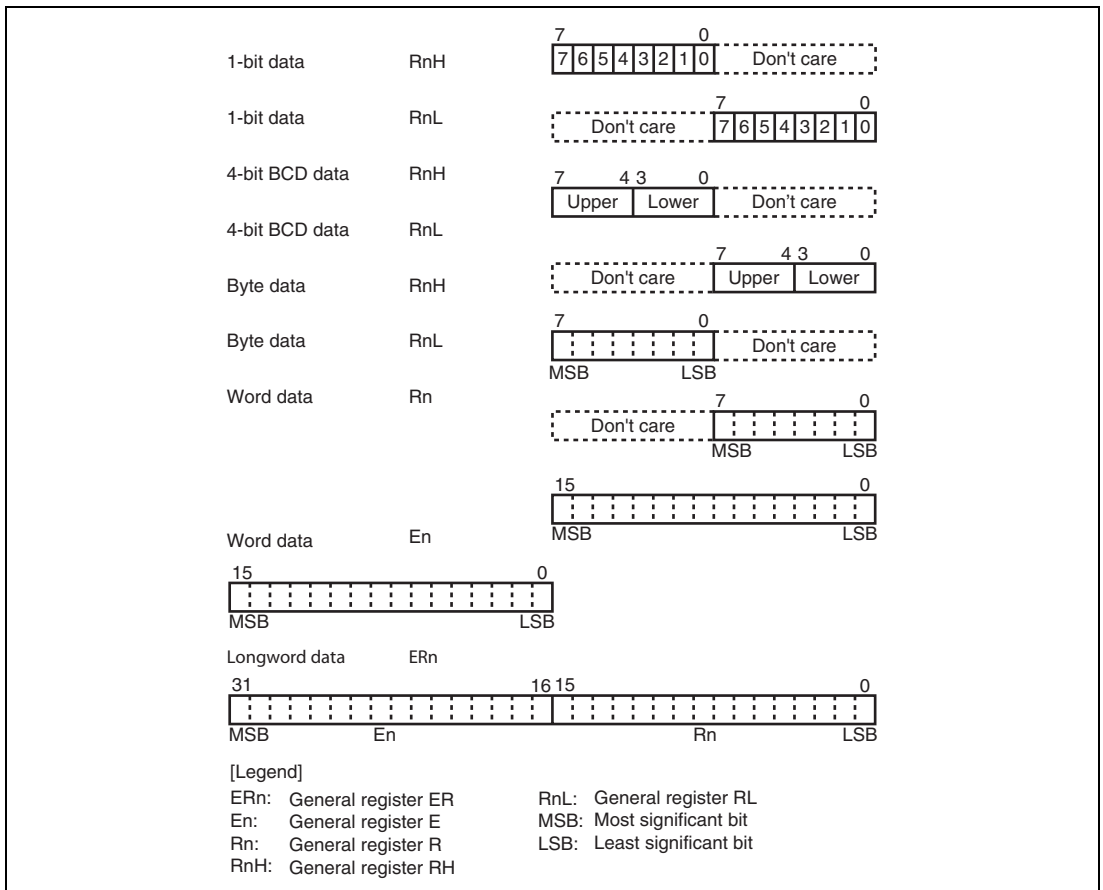 7 0
1-bit data RnH 7 6 5 4 3 2 1 0 Don't care
7 0
1-bit data RnL Don't care 7 6 5 4 3 2 1 0
4-bit BCD data RnH 7 4 3 0
Upper Lower Don't care
4-bit BCD data RnL
7 4 3 0
Byte data RnH Don't care Upper Lower
7 0
Byte data RnL Don't care
MSB LSB
Word data Rn 7 0
Don't care
MSB LSB
15 0
Word data En MSB LSB
15 0
MSB LSB
Longword data ERn
31 16 15 0
MSB En Rn LSB
[Legend]
ERn: General register ER RnL: General register RL
En: General register E MSB: Most significant bit
Rn: General register R LSB: Least significant bit
RnH: General register RH